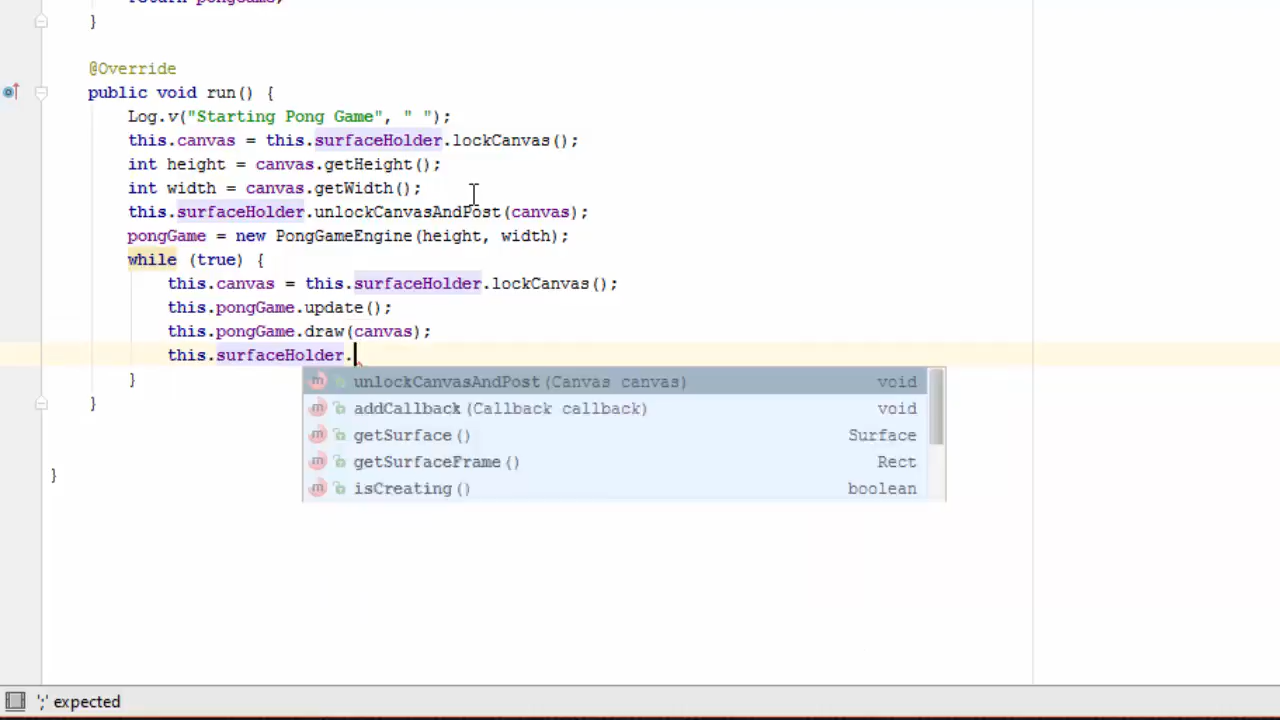 return pongGame;
}
@Override
public void run() {
Log.v("Starting Pong Game", " ");
this.canvas = this.surfaceHolder.lockCanvas();
int height = canvas.getHeight();
int width = canvas.getWidth();
this.surfaceHolder.unlockCanvasAndPost(canvas);
pongGame = new PongGameEngine(height, width);
while (true) {
this.canvas = this.surfaceHolder.lockCanvas();
this.pongGame.update();
this.pongGame.draw(canvas);
this.surfaceHolder.
}
unlockCanvasAndPost(Canvas canvas) void
}
addCallback(Callback callback) void
getSurface() Surface
getSurfaceFrame() Rect
}
isCreating() boolean
';' expected